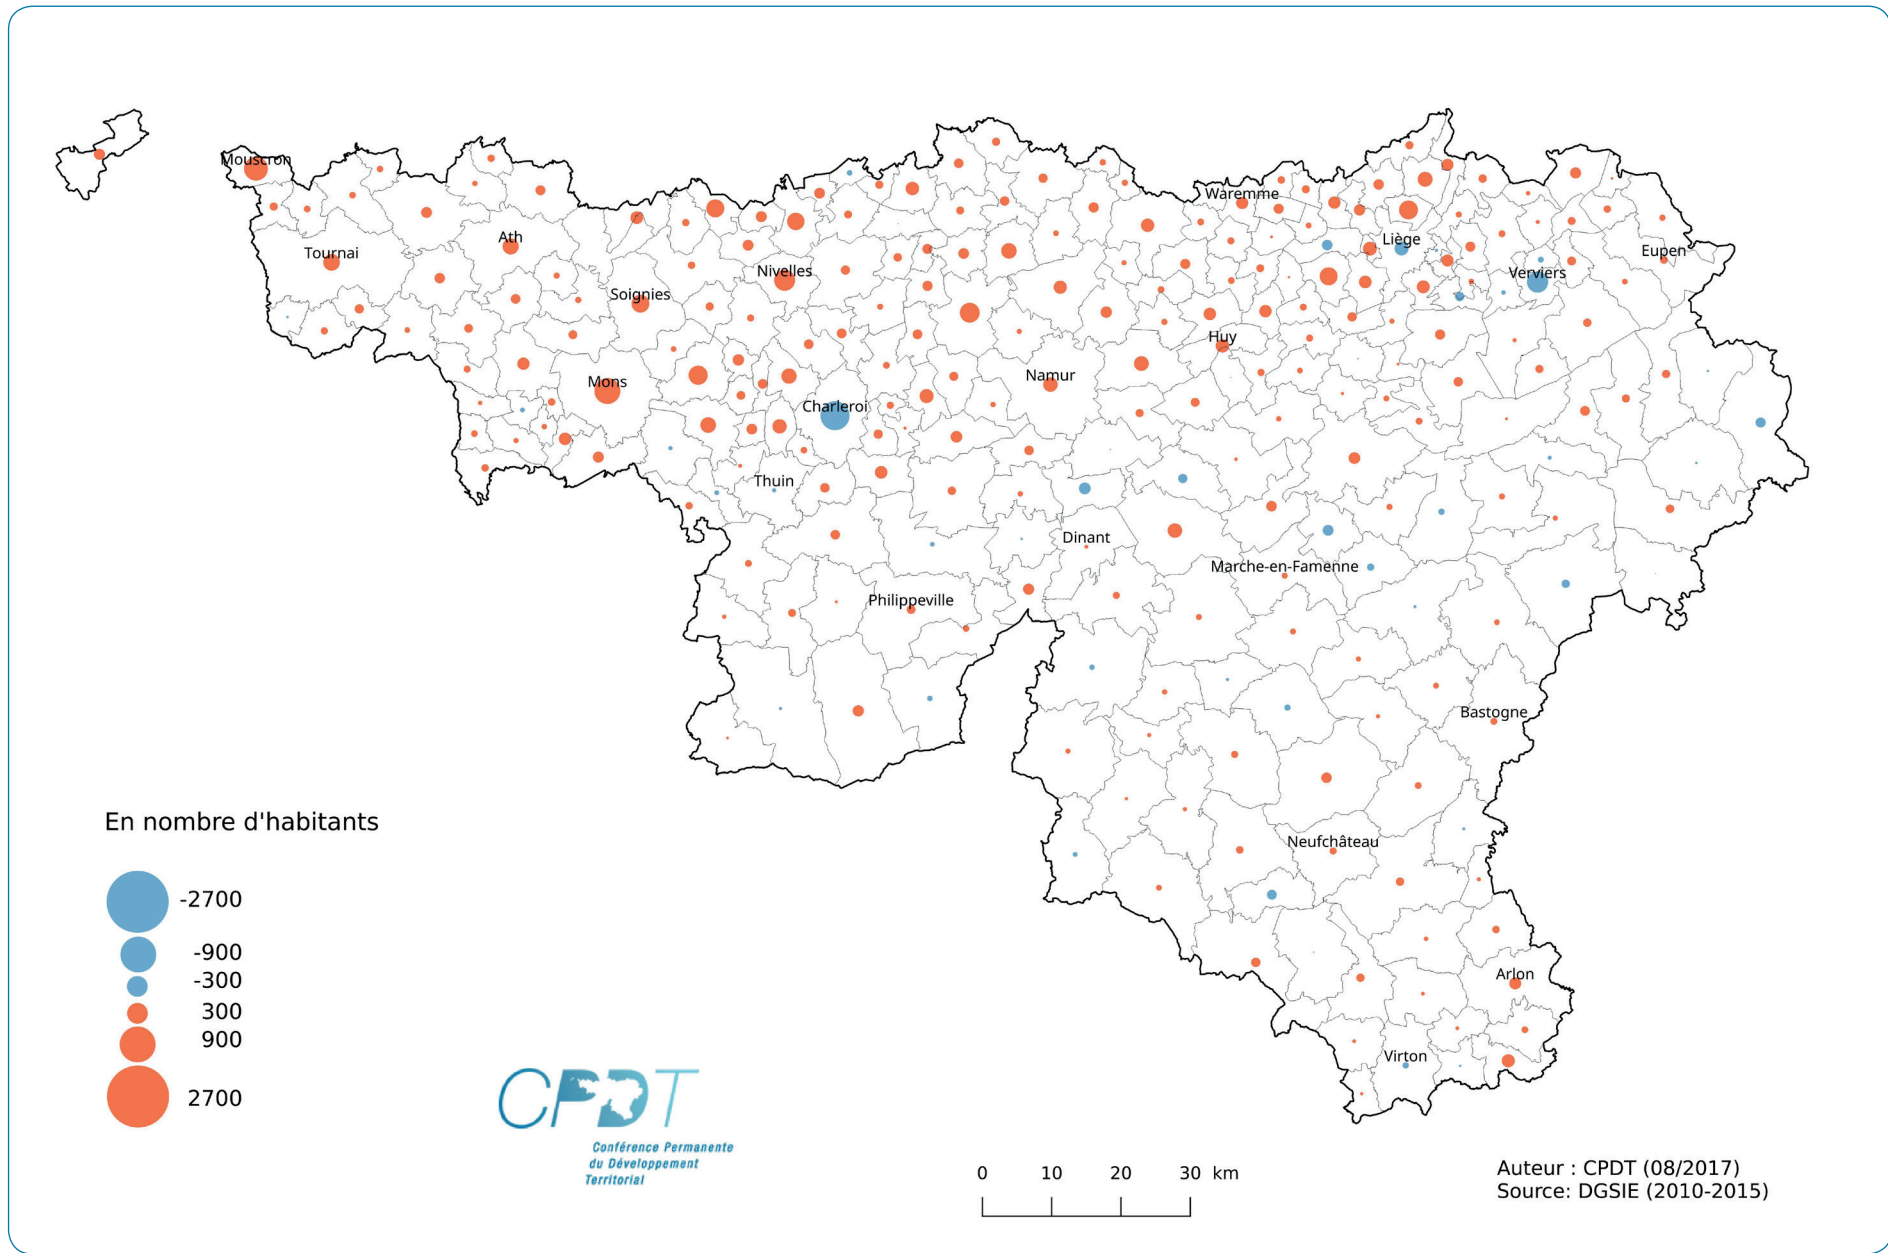 Mouscron
Waremme
Ath
Tournai
Liège
Eupen
Nivelles
Verviers
Soignies
Huy
Namur
Mons
Charleroi
Thuin
Dinant
Marche-en-Famenne
Philippeville
Bastogne
Neufchâteau
Arlon
Virton
En nombre d'habitants
-2700
-900
-300
300
900
2700
CPDT
Conférence Permanente
du Développement
Territorial
0 10 20 30 km
Auteur : CPDT (08/2017)
Source: DGSIE (2010-2015)